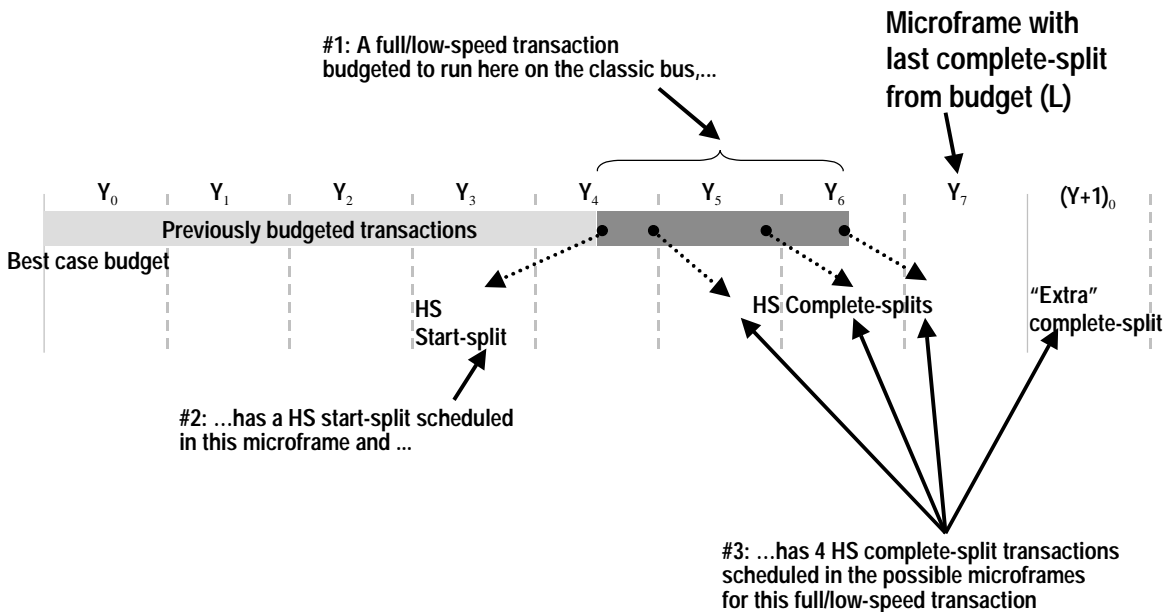 #1: A full/low-speed transaction
budgeted to run here on the classic bus,...
Microframe with
last complete-split
from budget (L)
Y0 Y1 Y2 Y3 Y4 Y5 Y6 Y7 (Y+1)0
Previously budgeted transactions
Best case budget
HS
Start-split
HS Complete-splits
“Extra”
complete-split
#2: ...has a HS start-split scheduled
in this microframe and ...
#3: ...has 4 HS complete-split transactions
scheduled in the possible microframes
for this full/low-speed transaction